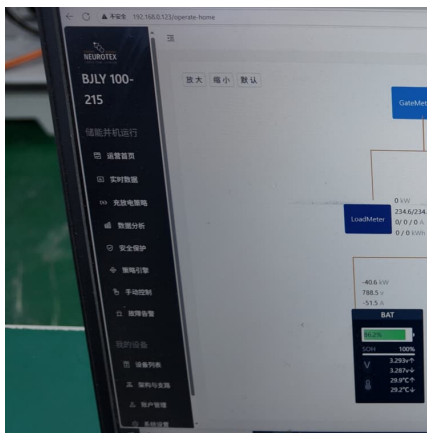 不安全 192.168.0.123/operate-home
NEUROTEX
BJLY 100-
215
储能并机运行
运营首页
实时数据
充放电策略
数据分析
安全保护
策略引擎
手动控制
故障告警
我的设备
设备列表
架构与支路
账户管理
系统设置
放大 缩小 默认
GateMet
LoadMeter
0 kW
234.6/234.
0/ 0 / 0 A
0 / 0 kWh
-40.6 kW
788.5 v
-51.5 A
BAT
SOH 100%
V 3.293v↑
3.287v↓
29.9℃↑
29.2℃↓